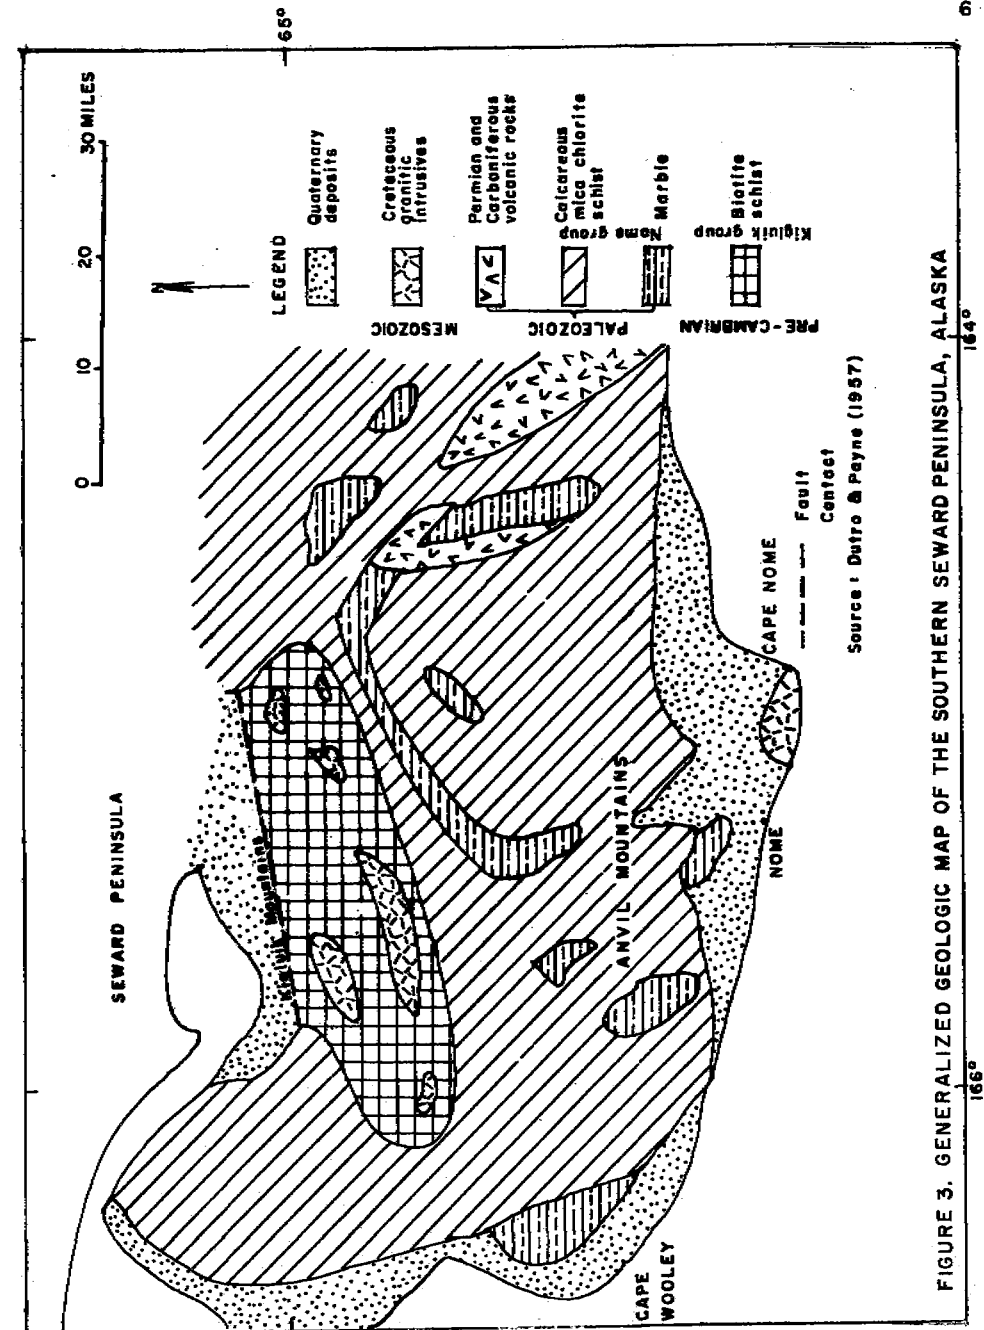 6
65°
0 10 20 30 MILES
N
SEWARD PENINSULA
Mountains
ANVIL MOUNTAINS
CAPE
WOOLEY
NOME
CAPE NOME
LEGEND
MESOZOIC
Quaternary
deposits
Cretaceous
granitic
intrusives
PALEOZOIC
Permian and
Carboniferous
volcanic rocks
Nome group
Calcareous
mica chlorite
schist
Marble
PRE-CAMBRIAN
Kigluik group
Biotite
schist
Fault
Contact
Source: Dutro & Payne (1957)
166°
164°
FIGURE 3. GENERALIZED GEOLOGIC MAP OF THE SOUTHERN SEWARD PENINSULA, ALASKA